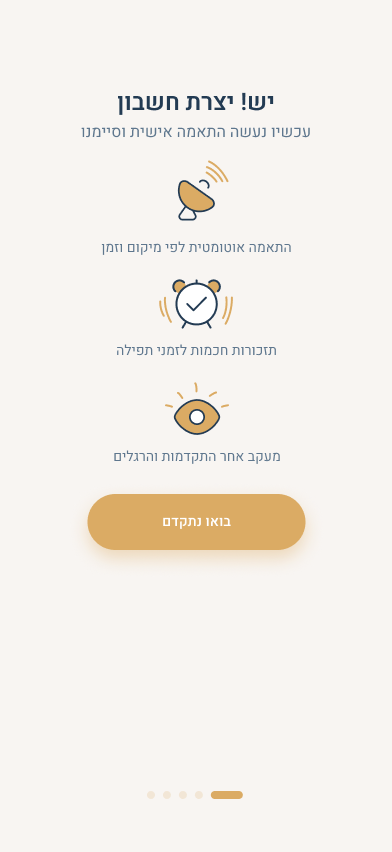 יש! יצרת חשבון
עכשיו נעשה התאמה אישית וסיימנו
התאמה אוטומטית לפי מיקום וזמן
תזכורות חכמות לזמני תפילה
מעקב אחר התקדמות והרגלים
בואו נתקדם